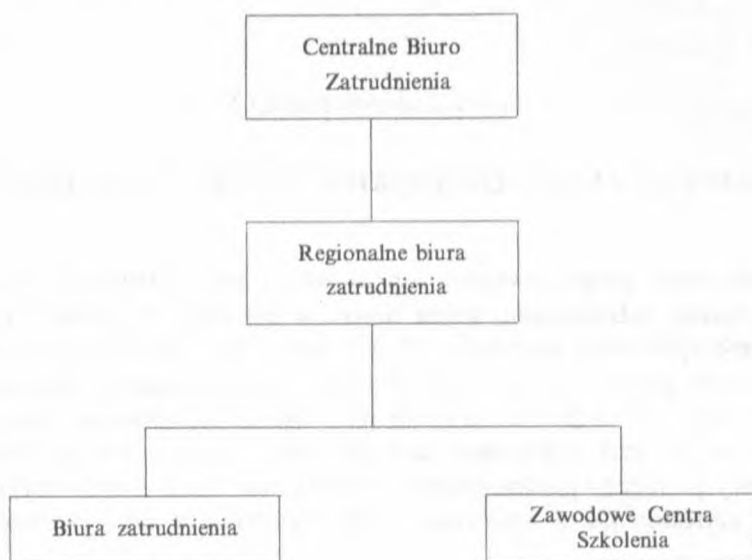 Centralne Biuro
Zatrudnienia
Regionalne biura
zatrudnienia
Biura zatrudnienia
Zawodowe Centra
Szkolenia